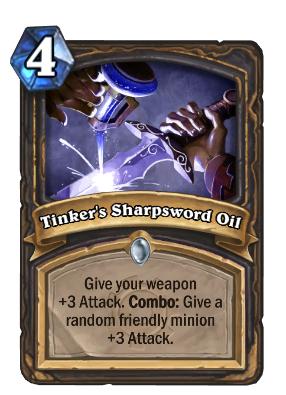 4
Tinker's Sharpsword Oil
Give your weapon
+3 Attack. Combo: Give a
random friendly minion
+3 Attack.